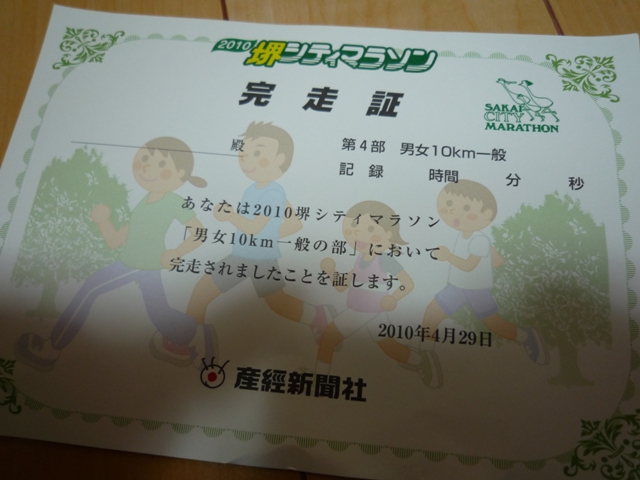 2010 堺シティマラソン
完走証
SAKAI
CITY
MARATHON
殿
第4部 男女10km一般
記録 時間 分 秒
あなたは2010堺シティマラソン
「男女10km一般の部」において
完走されましたことを証します。
2010年4月29日
産經新聞社